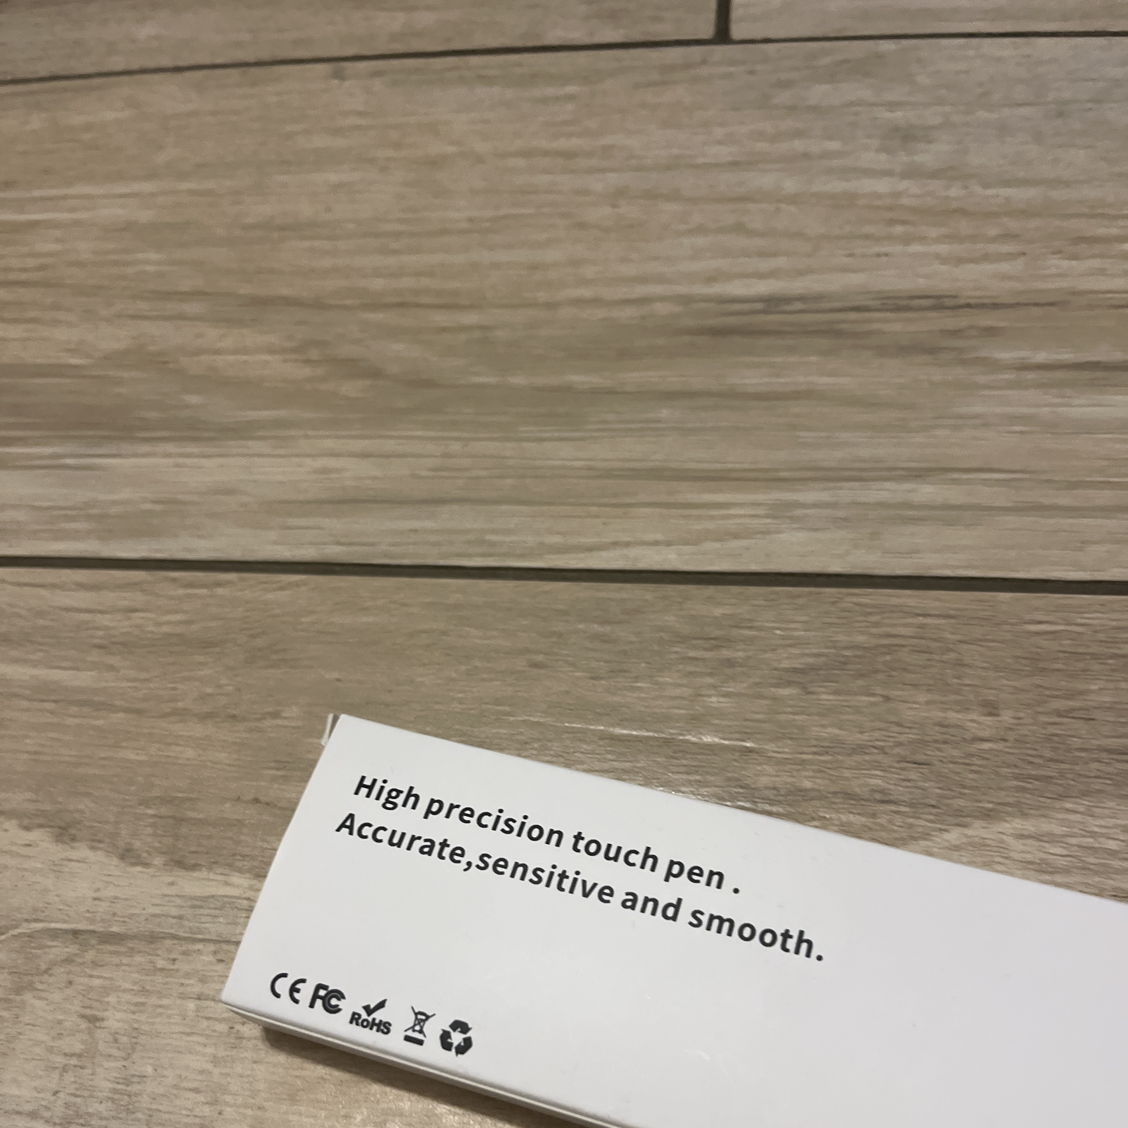 High precision touch pen .
Accurate,sensitive and smooth.
CE FC RoHS